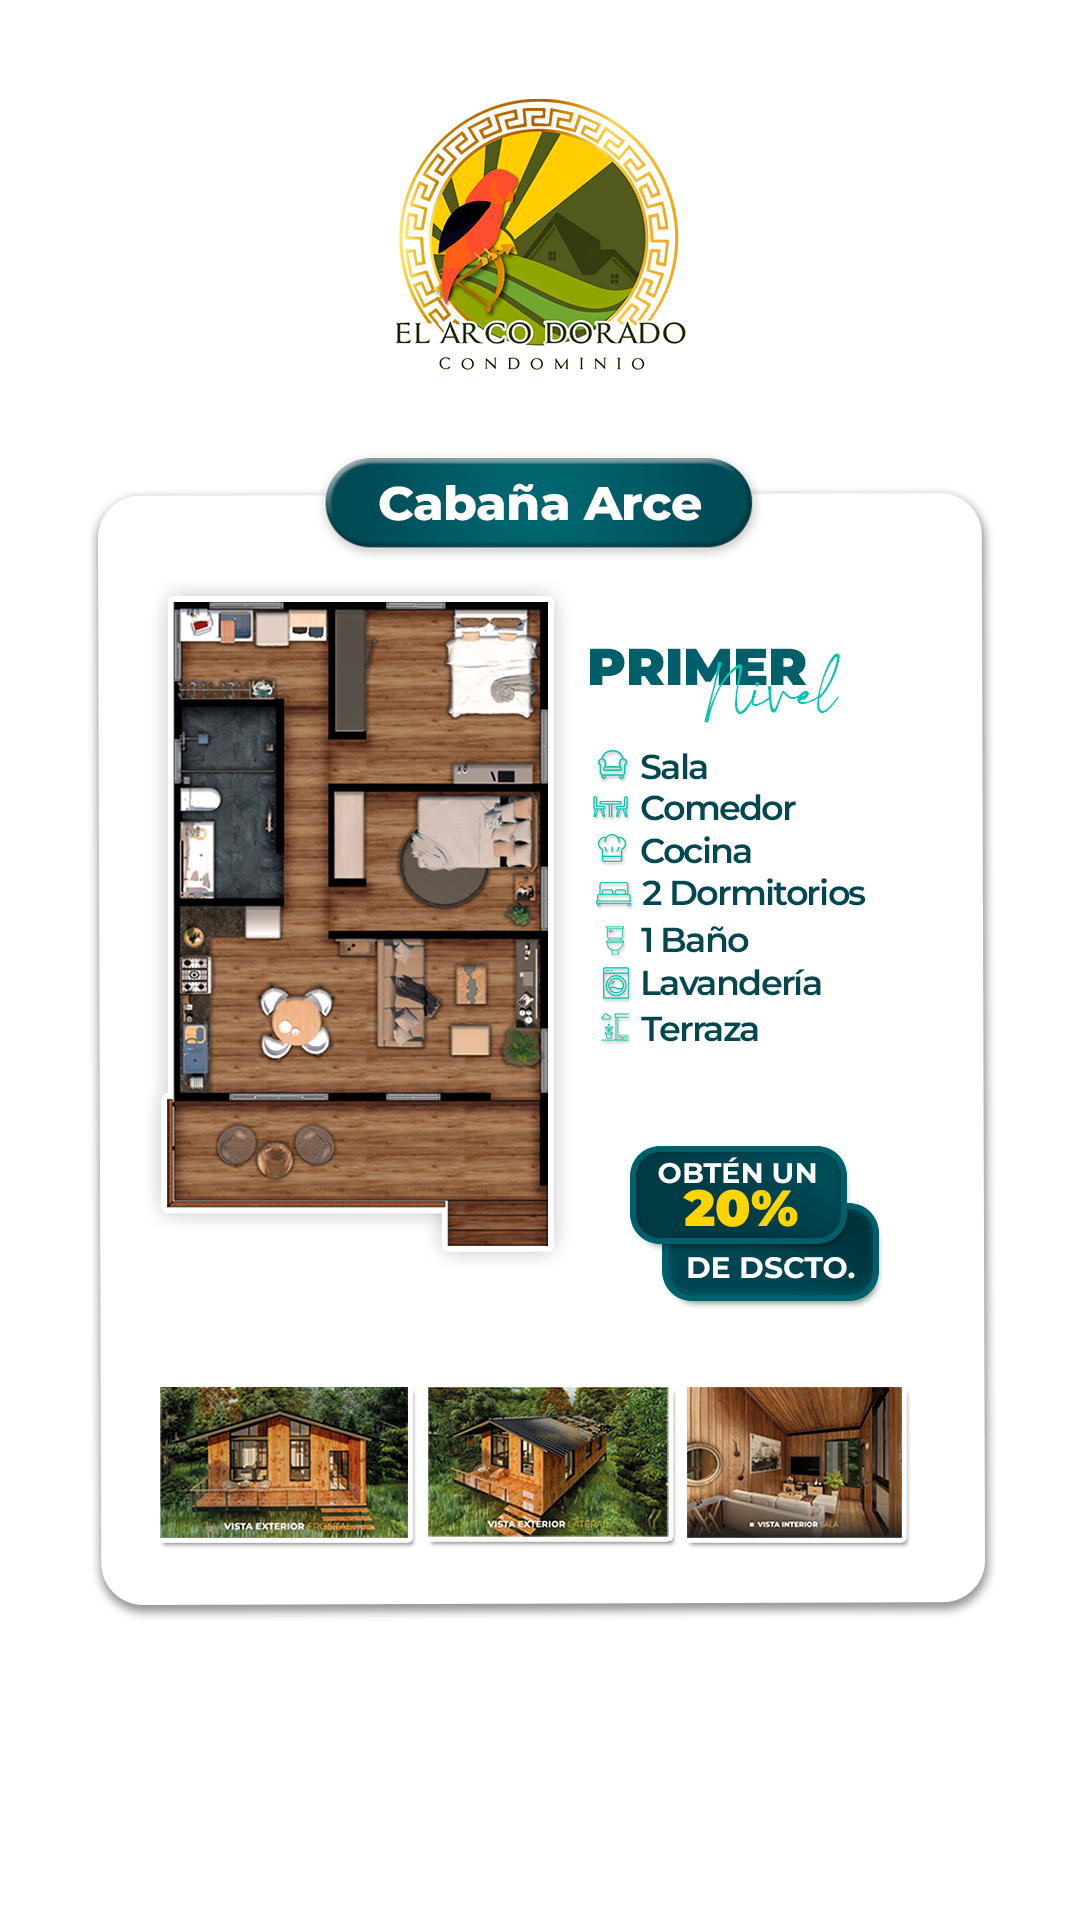 EL ARCO DORADO
CONDOMINIO
Cabaña Arce
PRIMER
Nivel
Sala
Comedor
Cocina
2 Dormitorios
1 Baño
Lavandería
Terraza
OBTÉN UN
20%
DE DSCTO.
VISTA EXTERIOR FRONTAL
VISTA EXTERIOR LATERAL
VISTA INTERIOR SALA